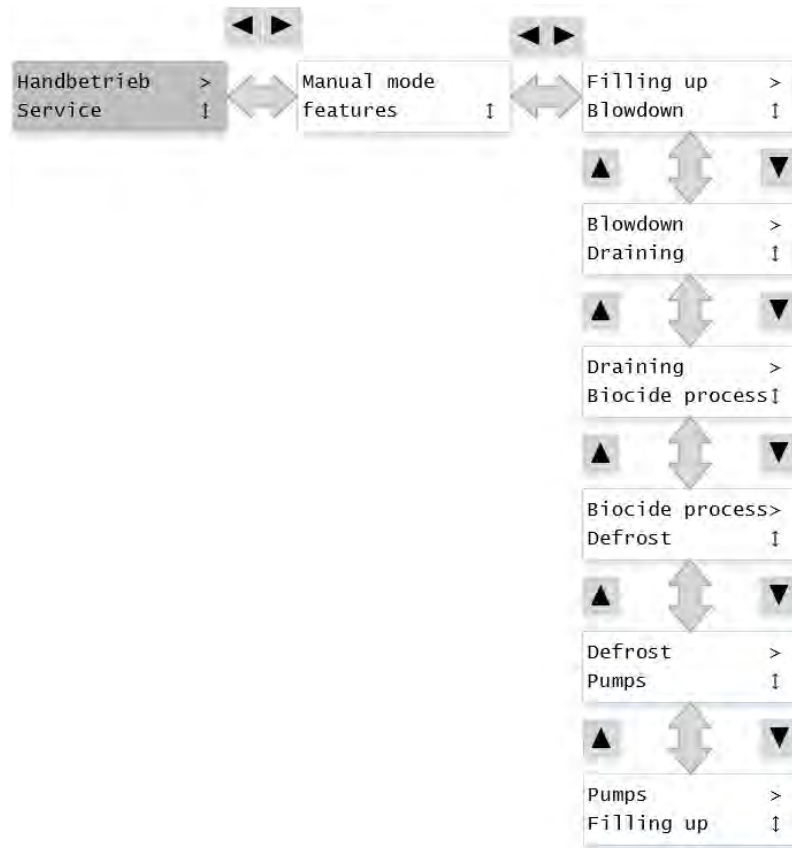 Handbetrieb >
Service ↕
Manual mode
features ↕
Filling up >
Blowdown ↕
Blowdown >
Draining ↕
Draining >
Biocide process↕
Biocide process>
Defrost ↕
Defrost >
Pumps ↕
Pumps >
Filling up ↕